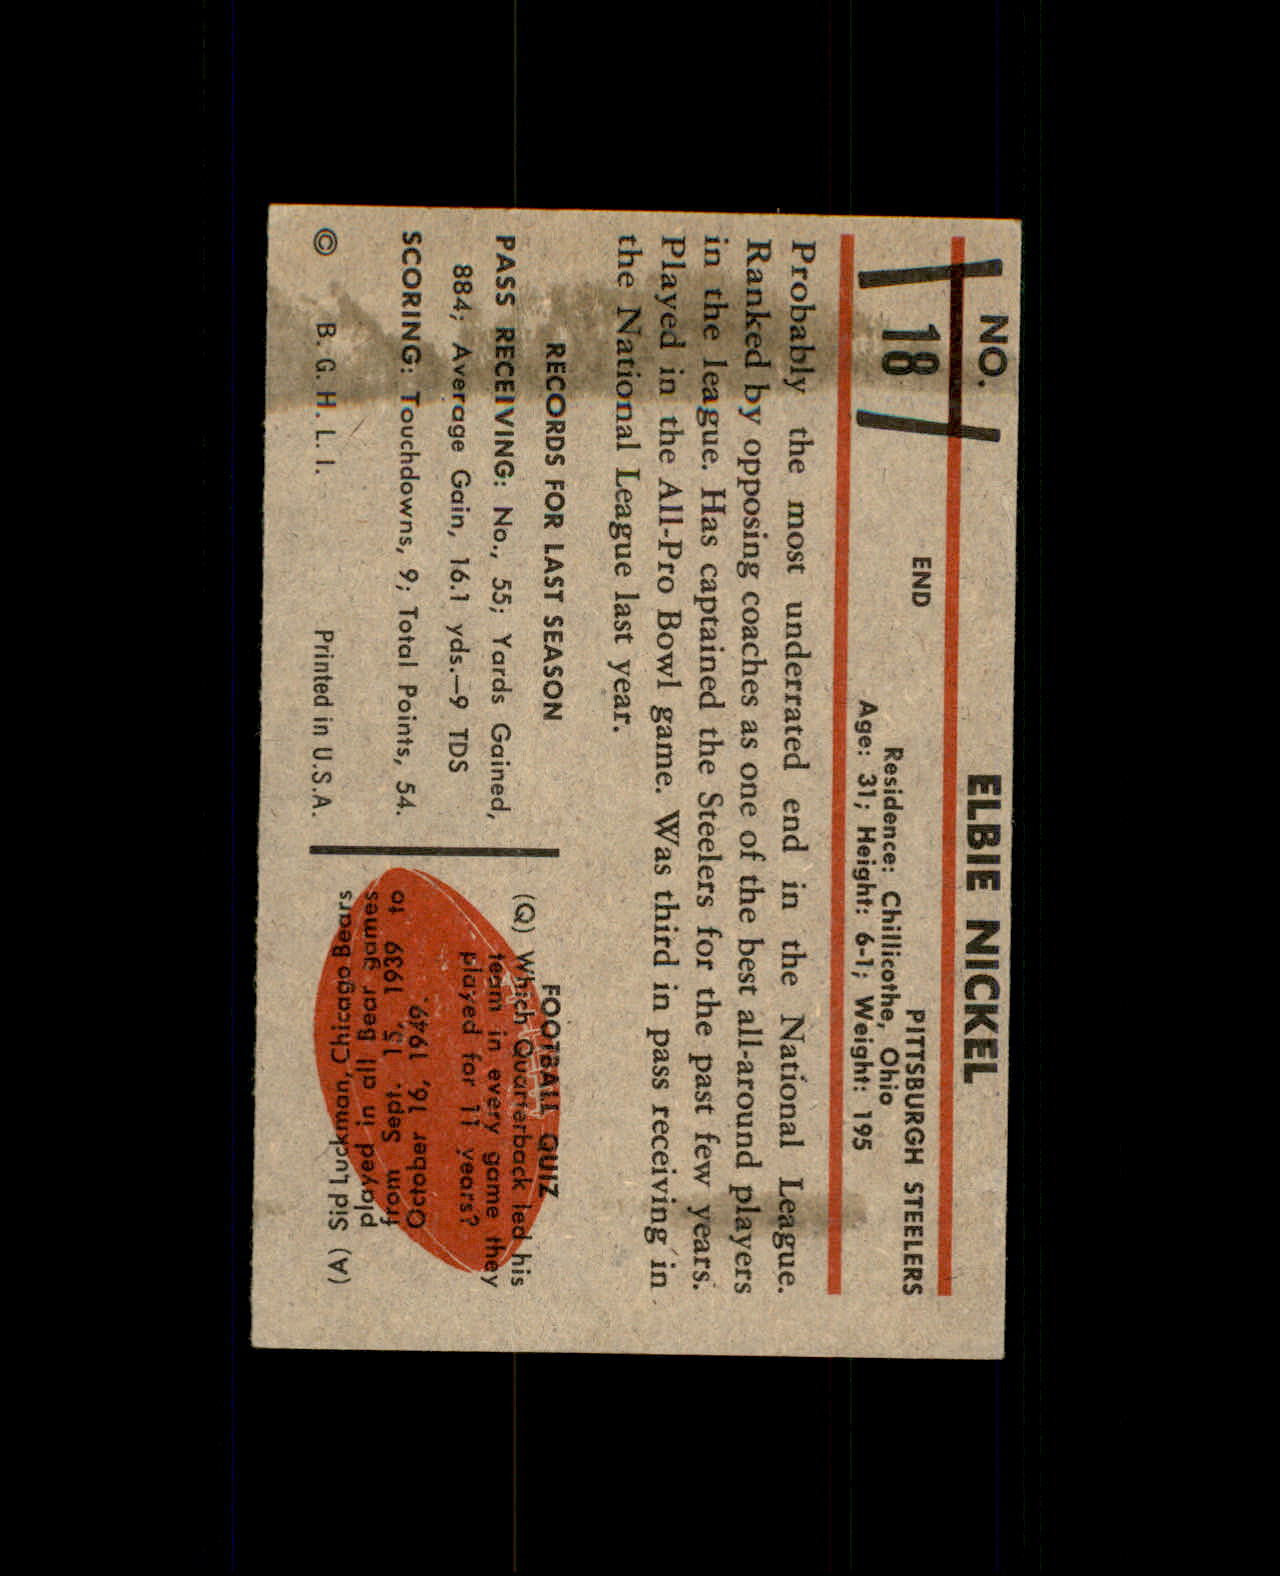 NO.
18
ELBIE NICKEL
END
PITTSBURGH STEELERS
Residence: Chillicothe, Ohio
Age: 31; Height: 6-1; Weight: 195
Probably the most underrated end in the National League.
Ranked by opposing coaches as one of the best all-around players
in the league. Has captained the Steelers for the past few years.
Played in the All-Pro Bowl game. Was third in pass receiving in
the National League last year.
RECORDS FOR LAST SEASON
PASS RECEIVING: No., 55; Yards Gained,
884; Average Gain, 16.1 yds.—9 TDS
SCORING: Touchdowns, 9; Total Points, 54.
© B. G. H. L. I. Printed in U.S.A.
FOOTBALL QUIZ
(Q) Which Quarterback led his
team in every game they
played for 11 years?
(A) Sid Luckman, Chicago Bears
played in all Bear games
from Sept. 15, 1939 to
October 16, 1949.